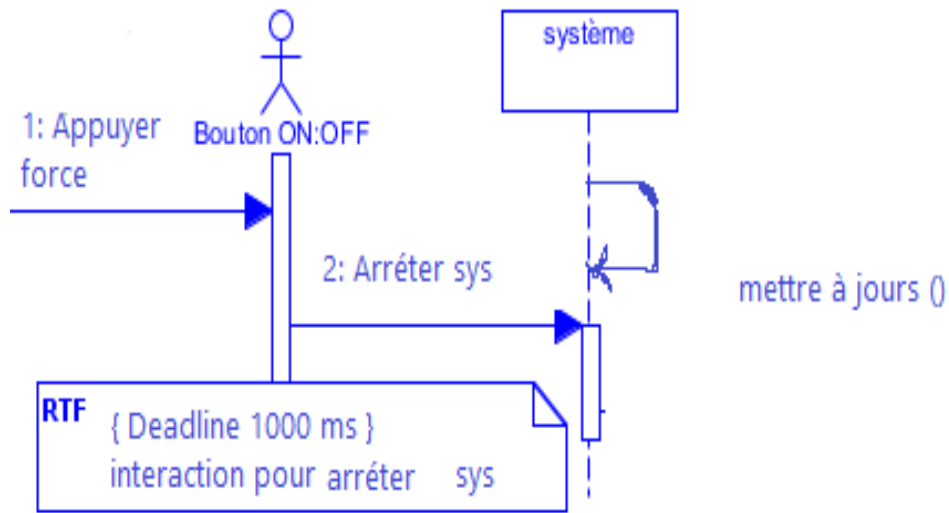 système
1: Appuyer
force
Bouton ON:OFF
2: Arréter sys
mettre à jours ()
RTF
{ Deadline 1000 ms }
interaction pour arréter sys